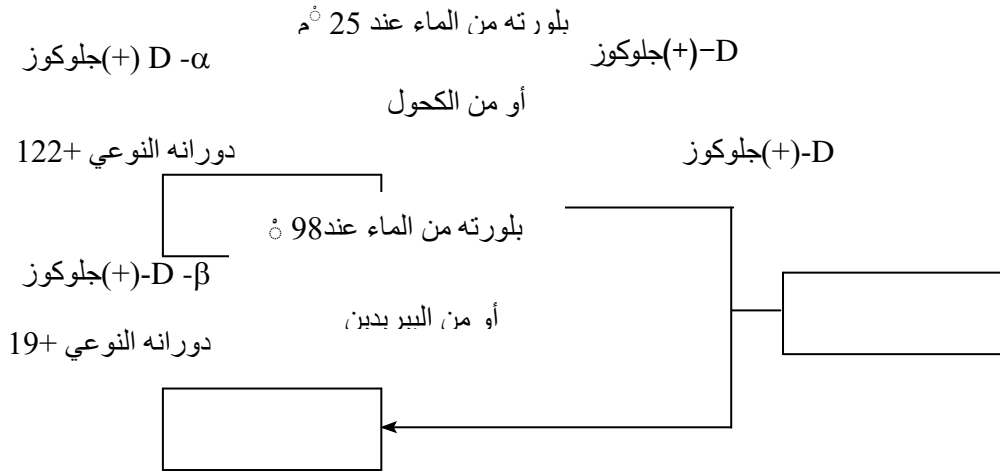 بلورته من الماء عند 25 ْم
D-(+)جلوكوز
D -α (+)جلوكوز
أو من الكحول
دورانه النوعي +122
D-(+)جلوكوز
بلورته من الماء عند98 ْ
β- D-(+)جلوكوز
أو من البيريدين
دورانه النوعي +19